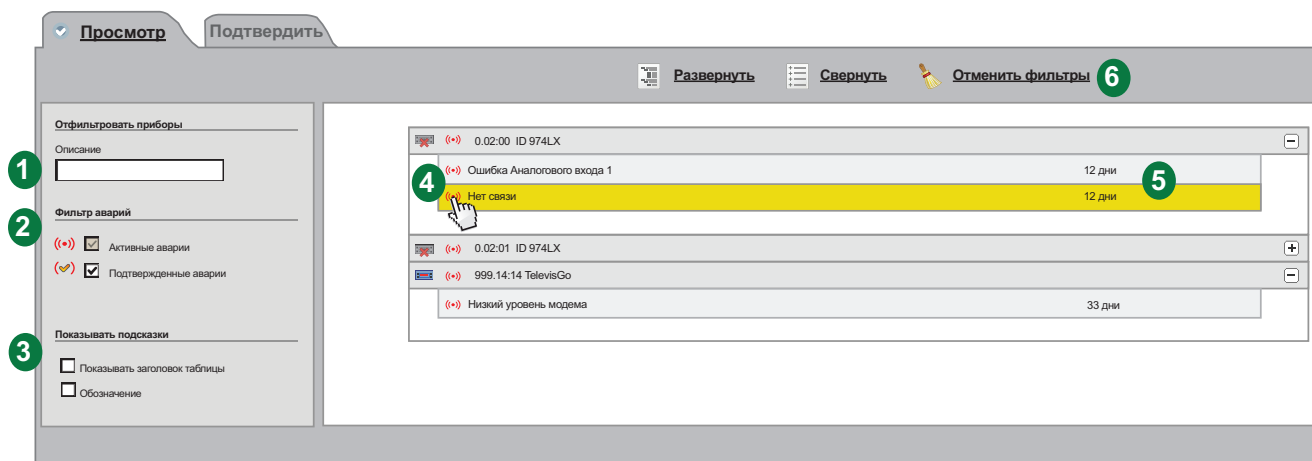 Просмотр
Подтвердить
Развернуть
Свернуть
Отменить фильтры
6
Отфильтровать приборы
Описание
1
Фильтр аварий
2
Активные аварии
Подтвержденные аварии
Показывать подсказки
3
Показывать заголовок таблицы
Обозначение
0.02:00 ID 974LX
Ошибка Аналогового входа 1
12 дни
4
5
Нет связи
12 дни
0.02:01 ID 974LX
999.14:14 TelevisGo
Низкий уровень модема
33 дни